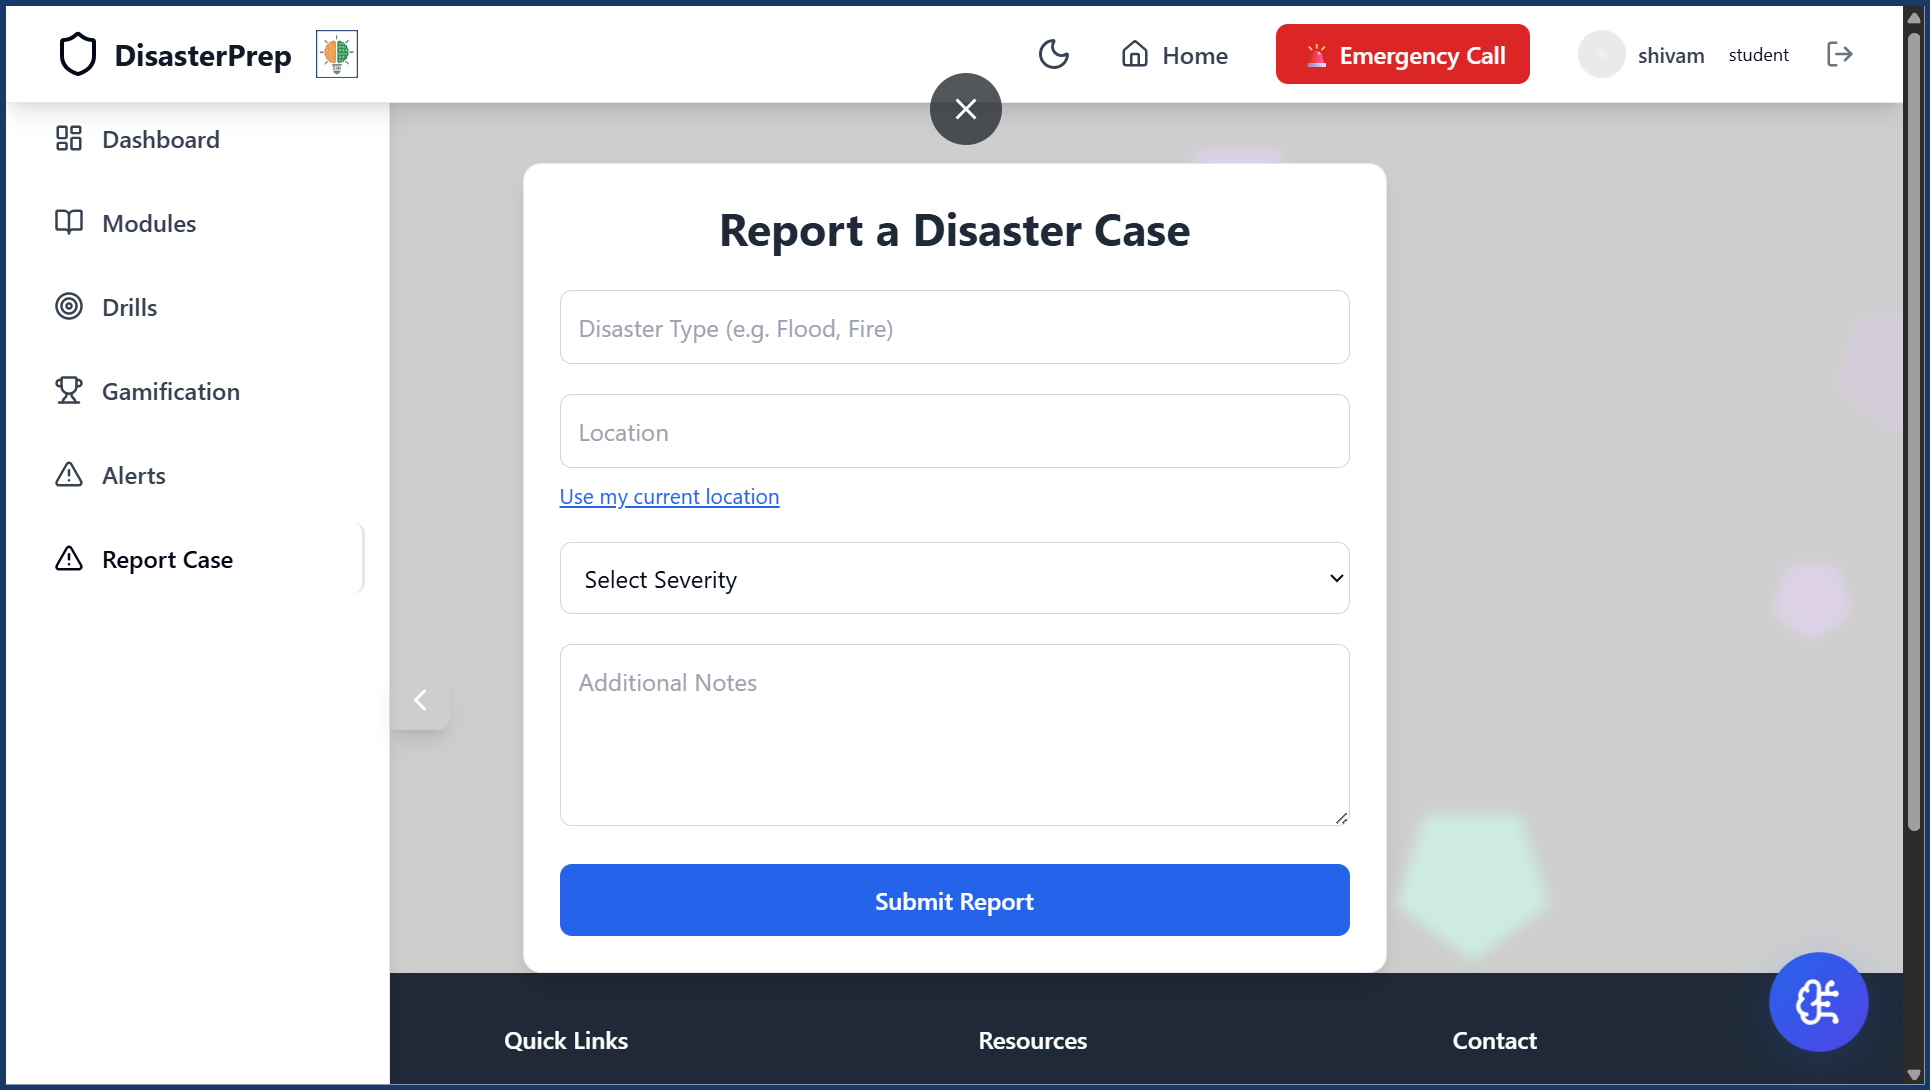 DisasterPrep
Home
Emergency Call
shivam
student
Dashboard
Modules
Drills
Gamification
Alerts
Report Case
Report a Disaster Case
Disaster Type (e.g. Flood, Fire)
Location
Use my current location
Select Severity
Additional Notes
Submit Report
Quick Links
Resources
Contact